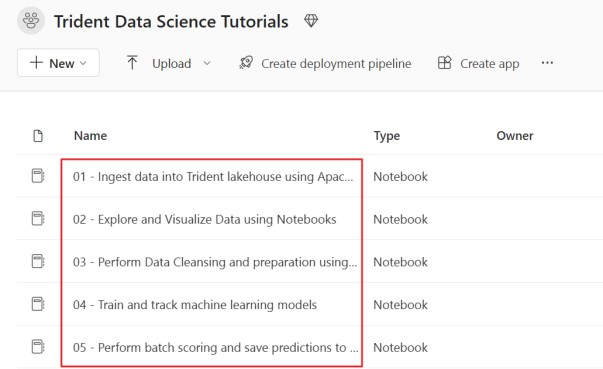 Trident Data Science Tutorials
New Upload Create deployment pipeline Create app ...
Name Type Owner
01 - Ingest data into Trident lakehouse using Apac... Notebook
02 - Explore and Visualize Data using Notebooks Notebook
03 - Perform Data Cleansing and preparation using... Notebook
04 - Train and track machine learning models Notebook
05 - Perform batch scoring and save predictions to ... Notebook